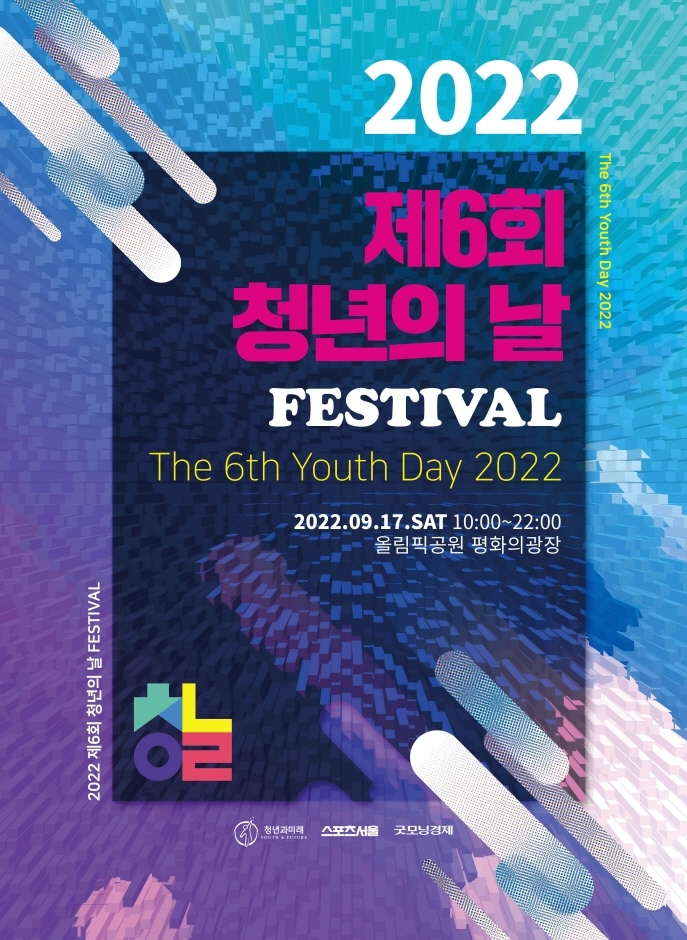 2022
제6회
청년의 날
FESTIVAL
The 6th Youth Day 2022
2022.09.17.SAT 10:00~22:00
올림픽공원 평화의광장
The 6th Youth Day 2022
2022 제6회 청년의 날 FESTIVAL
청년과미래
YOUTH & FUTURE
스포츠서울
굿모닝경제